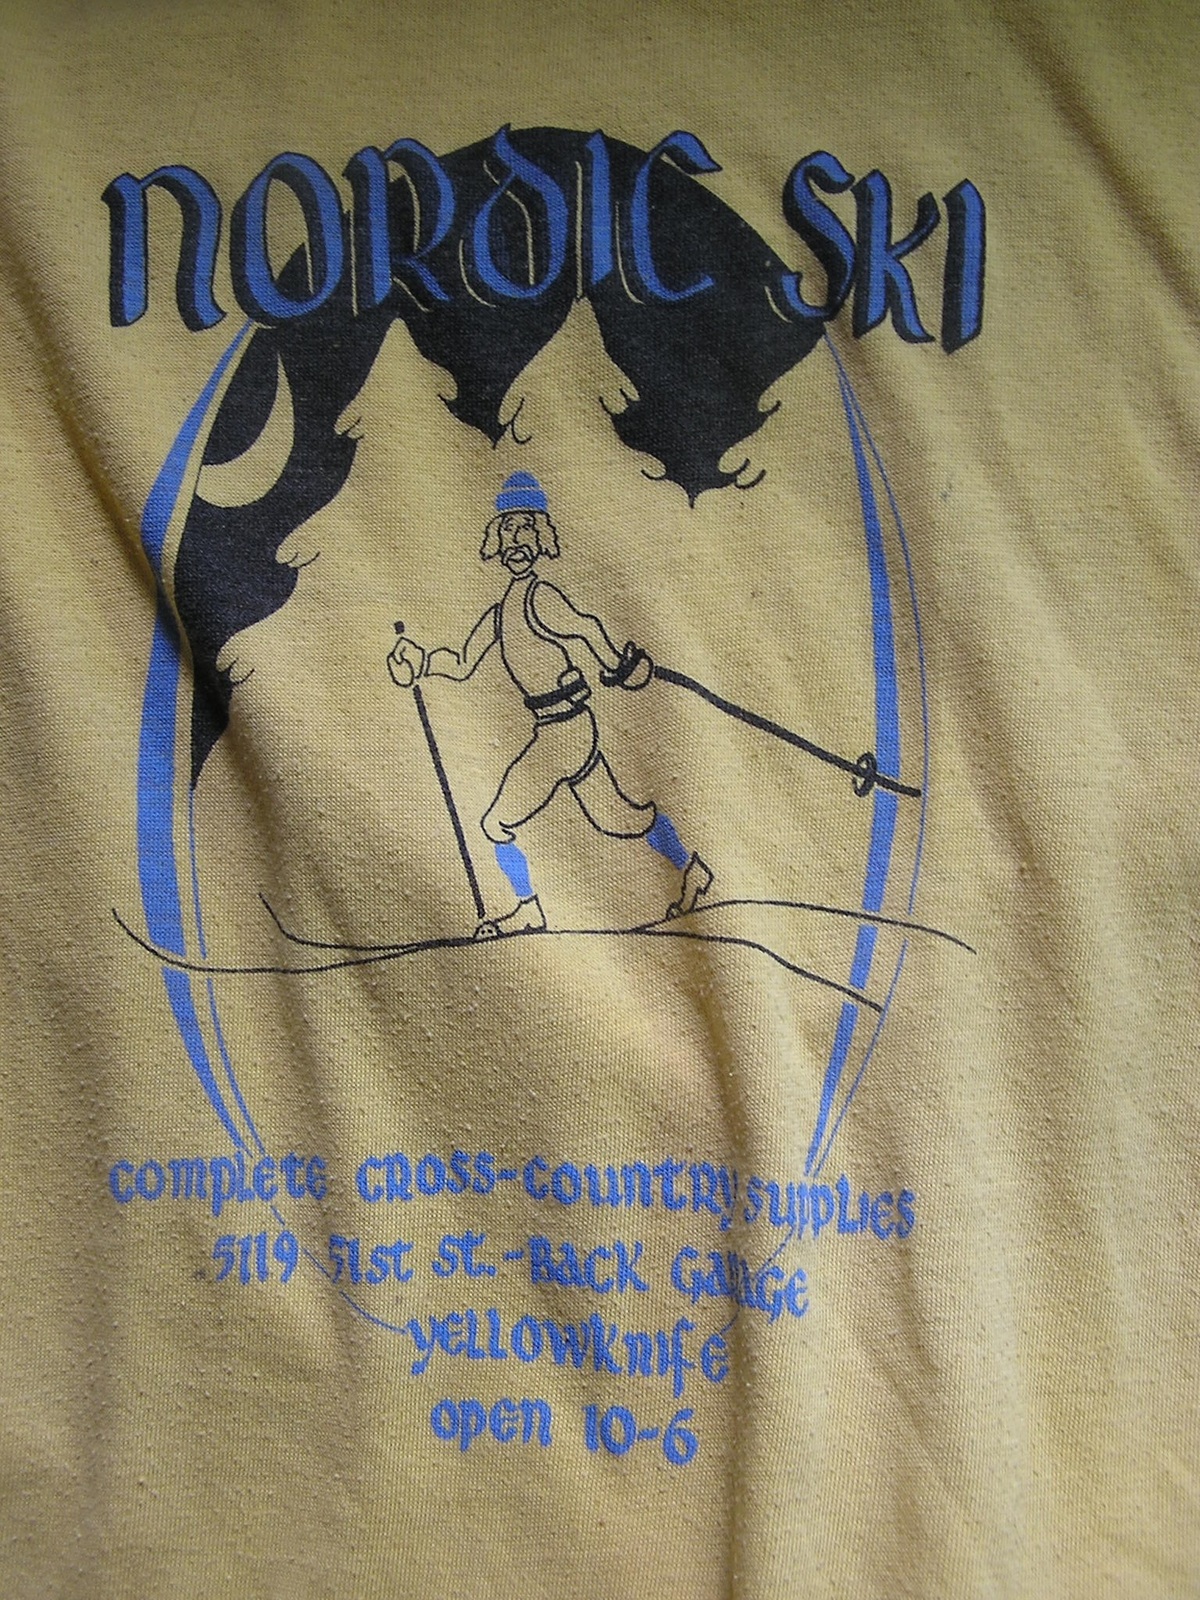 NORDIC SKI
COMPLETE CROSS-COUNTRY SUPPLIES
5119 51st St.-BACK GARAGE
YELLOWKNIFE
OPEN 10-6